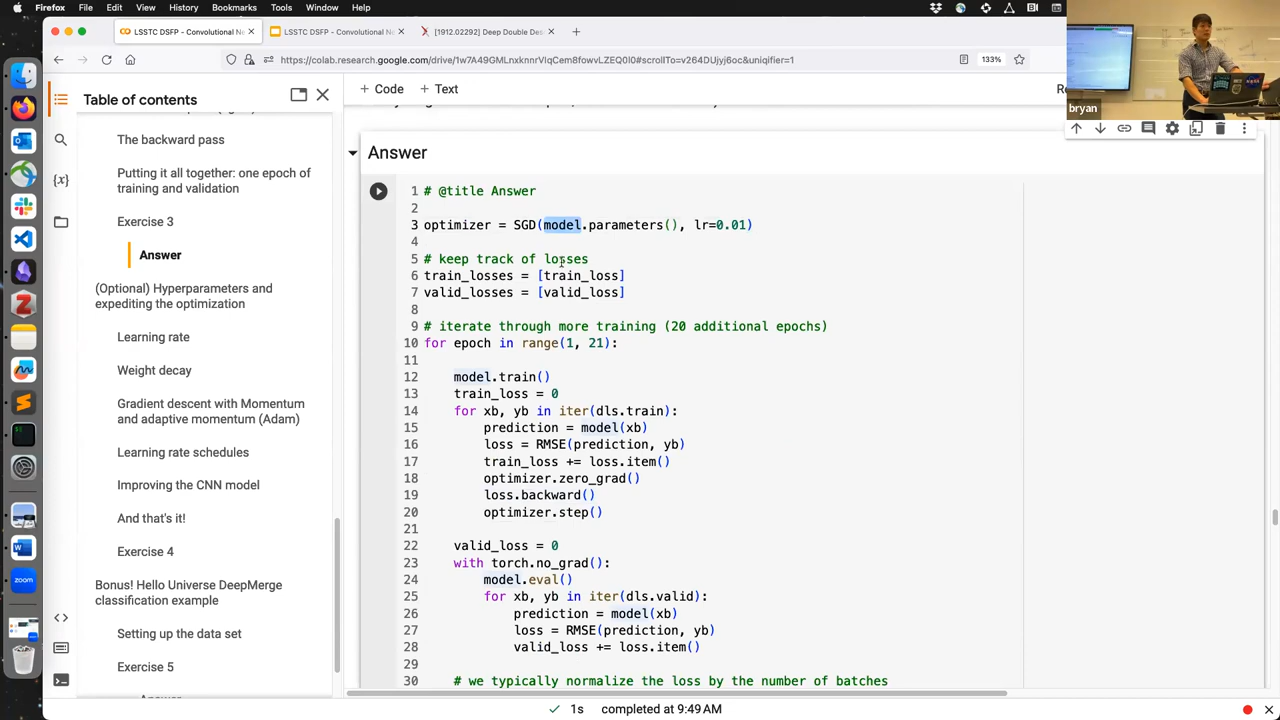 Firefox File Edit View History Bookmarks Tools Window Help
LSSTC DSFP - Convolutional Ne
LSSTC DSFP - Convolutional N
[1912.02292] Deep Double Des
https://colab.research.google.com/drive/1w7A49GMLnxknnrVlqCem8fowvLZEQ0l0#scrollTo=v264DUjyj6oc&uniqifier=1
133%
bryan
Table of contents
+ Code + Text
The backward pass
Putting it all together: one epoch of
training and validation
Exercise 3
Answer
(Optional) Hyperparameters and
expediting the optimization
Learning rate
Weight decay
Gradient descent with Momentum
and adaptive momentum (Adam)
Learning rate schedules
Improving the CNN model
And that's it!
Exercise 4
Bonus! Hello Universe DeepMerge
classification example
Setting up the data set
Exercise 5
Answer
1 # @title Answer
2
3 optimizer = SGD(model.parameters(), lr=0.01)
4
5 # keep track of losses
6 train_losses = [train_loss]
7 valid_losses = [valid_loss]
8
9 # iterate through more training (20 additional epochs)
10 for epoch in range(1, 21):
11
12 model.train()
13 train_loss = 0
14 for xb, yb in iter(dls.train):
15 prediction = model(xb)
16 loss = RMSE(prediction, yb)
17 train_loss += loss.item()
18 optimizer.zero_grad()
19 loss.backward()
20 optimizer.step()
21
22 valid_loss = 0
23 with torch.no_grad():
24 model.eval()
25 for xb, yb in iter(dls.valid):
26 prediction = model(xb)
27 loss = RMSE(prediction, yb)
28 valid_loss += loss.item()
29
30 # we typically normalize the loss by the number of batches
1s completed at 9:49 AM